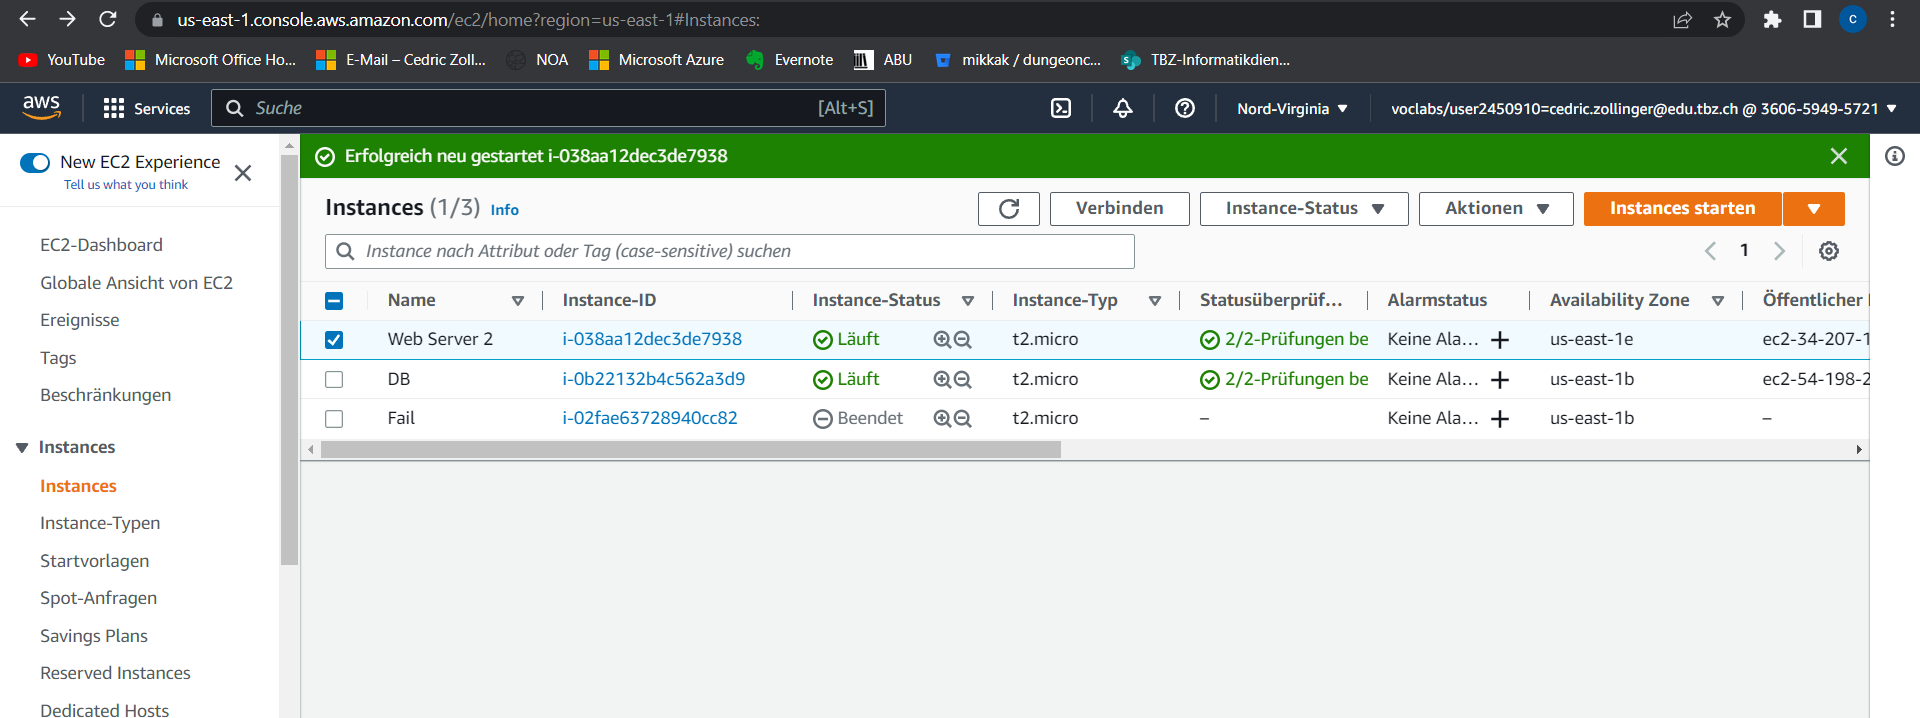 us-east-1.console.aws.amazon.com/ec2/home?region=us-east-1#Instances:
C
YouTube
Microsoft Office Ho...
E-Mail – Cedric Zoll...
NOA
Microsoft Azure
Evernote
ABU
mikkak / dungeonc...
TBZ-Informatikdien...
aws
Services
Suche
[Alt+S]
Nord-Virginia
voclabs/user2450910=cedric.zollinger@edu.tbz.ch @ 3606-5949-5721
New EC2 Experience
Tell us what you think
EC2-Dashboard
Globale Ansicht von EC2
Ereignisse
Tags
Beschränkungen
Instances
Instances
Instance-Typen
Startvorlagen
Spot-Anfragen
Savings Plans
Reserved Instances
Dedicated Hosts
Erfolgreich neu gestartet i-038aa12dec3de7938
Instances (1/3) Info
Verbinden
Instance-Status
Aktionen
Instances starten
Instance nach Attribut oder Tag (case-sensitive) suchen
1
Name Instance-ID Instance-Status Instance-Typ Statusüberprüf... Alarmstatus Availability Zone Öffentlicher
Web Server 2 i-038aa12dec3de7938 Läuft t2.micro 2/2-Prüfungen be Keine Ala... us-east-1e ec2-34-207-1
DB i-0b22132b4c562a3d9 Läuft t2.micro 2/2-Prüfungen be Keine Ala... us-east-1b ec2-54-198-2
Fail i-02fae63728940cc82 Beendet t2.micro – Keine Ala... us-east-1b –